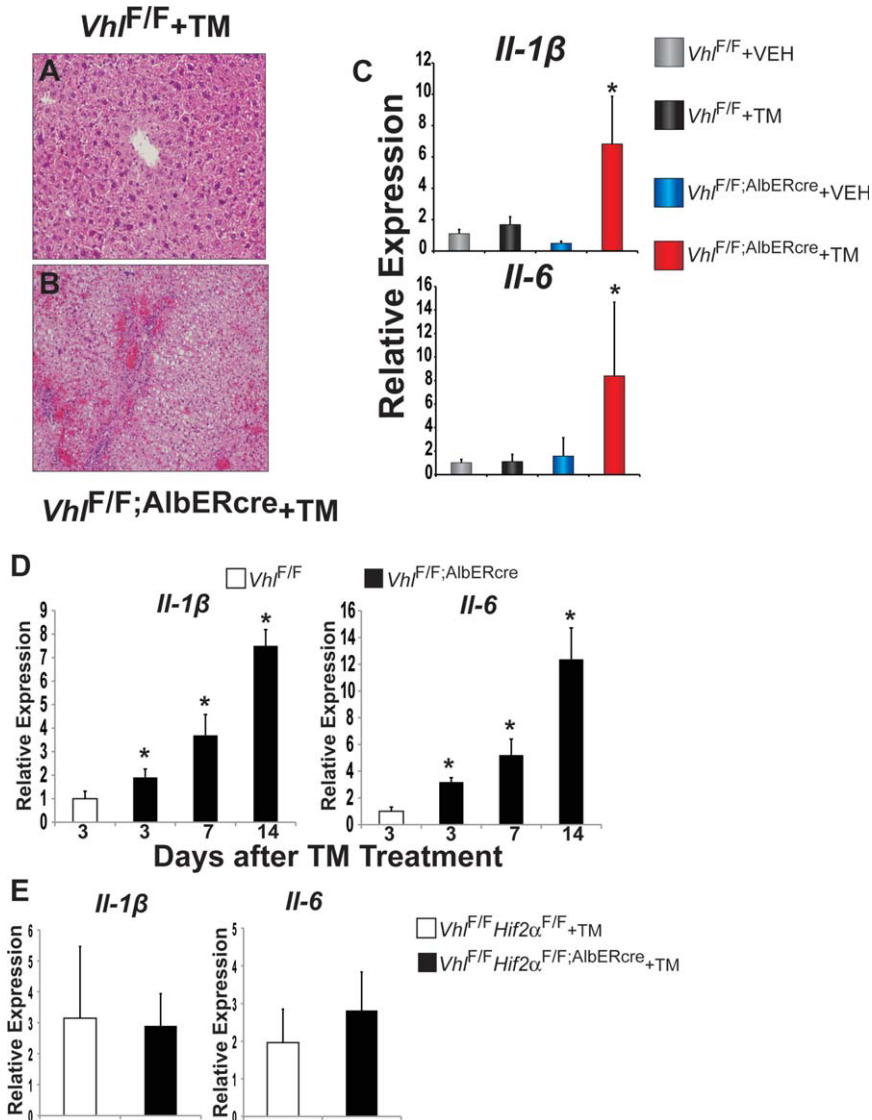 Vhl^F/F+TM
A
B
Vhl^F/F;AlbERcre+TM
C
Il-1β
Relative Expression
12
10
8
6
4
2
0
*
Il-6
16
14
12
10
8
6
4
2
0
*
Vhl^F/F+VEH
Vhl^F/F+TM
Vhl^F/F;AlbERcre+VEH
Vhl^F/F;AlbERcre+TM
D
Vhl^F/F
Vhl^F/F;AlbERcre
Il-1β
Relative Expression
9
8
7
6
5
4
3
2
1
0
* * *
3 3 7 14
Il-6
Relative Expression
16
14
12
10
8
6
4
2
0
* * *
3 3 7 14
Days after TM Treatment
E
Il-1β
Relative Expression
6
5
4
3
2
1
0
Il-6
Relative Expression
5
4
3
2
1
0
Vhl^F/F Hif2α^F/F+TM
Vhl^F/F Hif2α^F/F;AlbERcre+TM